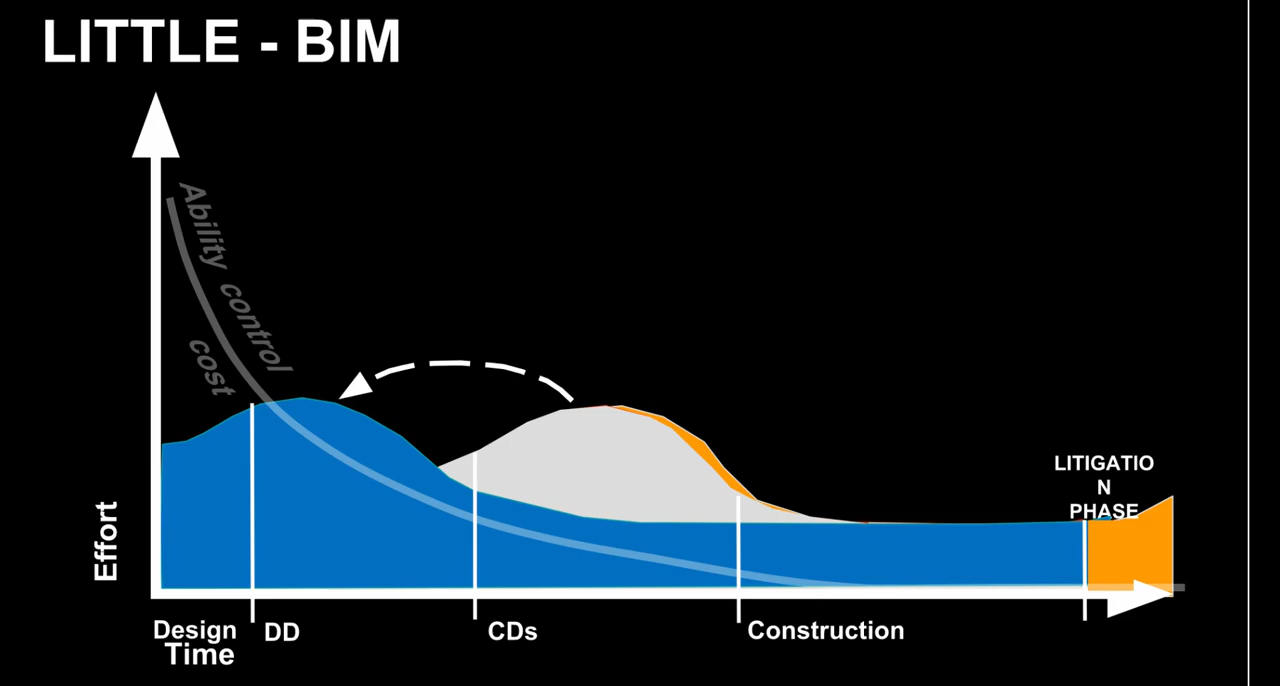 LITTLE - BIM
Ability control
cost
LITIGATIO
N
PHASE
Effort
Design
DD
CDs
Construction
Time